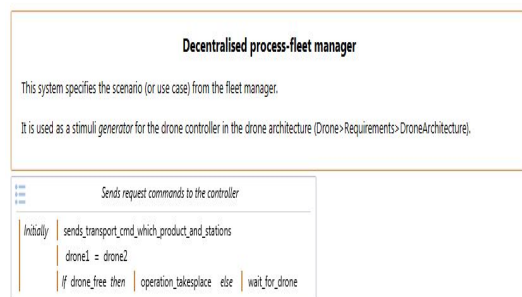 Decentralised process-fleet manager
This system specifies the scenario (or use case) from the fleet manager.
It is used as a stimuli generator for the drone controller in the drone architecture (Drone>Requirements>DroneArchitecture).
Sends request commands to the controller
Initially sends_transport_cmd_which_product_and_stations
drone1 = drone2
If drone_free then operation_takesplace else wait_for_drone